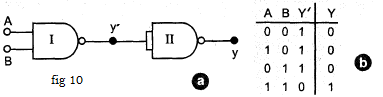 A
B
I
y'
II
y
fig 10
a
A B Y' Y
0 0 1 0
1 0 1 0
0 1 1 0
1 1 0 1
b